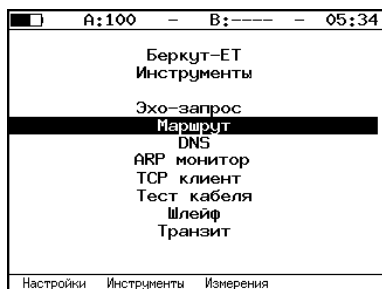 A:100 – B:---- – 05:34
Беркут-ET
Инструменты
Эхо-запрос
Маршрут
DNS
ARP монитор
TCP клиент
Тест кабеля
Шлейф
Транзит
Настройки Инструменты Измерения